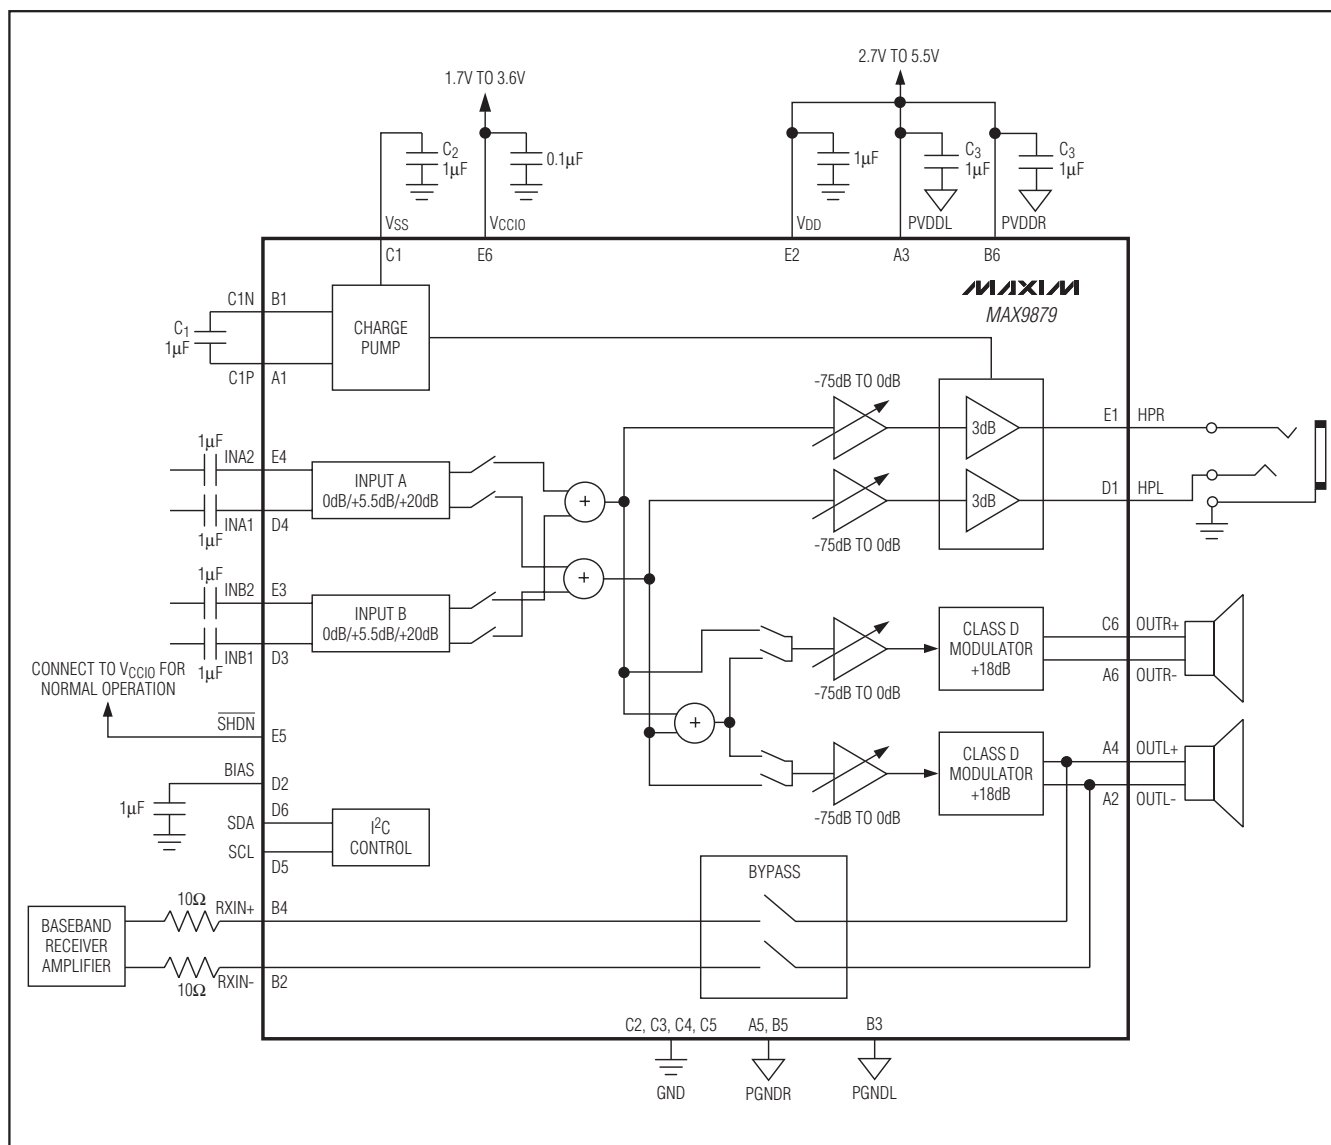 2.7V TO 5.5V
1.7V TO 3.6V
C2
1μF
0.1μF
1μF
C3
1μF
C3
1μF
VSS
VCCIO
VDD
PVDDL
PVDDR
C1
E6
E2
A3
B6
MAXIM
MAX9879
C1N
B1
C1
1μF
CHARGE
PUMP
C1P
A1
-75dB TO 0dB
3dB
E1
HPR
1μF
INA2
E4
INPUT A
0dB/+5.5dB/+20dB
+
3dB
D1
HPL
INA1
D4
1μF
-75dB TO 0dB
1μF
INB2
E3
INPUT B
0dB/+5.5dB/+20dB
+
INB1
D3
1μF
CLASS D
MODULATOR
+18dB
C6
OUTR+
A6
OUTR-
-75dB TO 0dB
CONNECT TO VCCIO FOR
NORMAL OPERATION
SHDN
E5
+
BIAS
D2
1μF
CLASS D
MODULATOR
+18dB
A4
OUTL+
A2
OUTL-
-75dB TO 0dB
D6
SDA
I2C
CONTROL
SCL
D5
BYPASS
10Ω
RXIN+
B4
BASEBAND
RECEIVER
AMPLIFIER
RXIN-
B2
10Ω
C2, C3, C4, C5
A5, B5
B3
GND
PGNDR
PGNDL